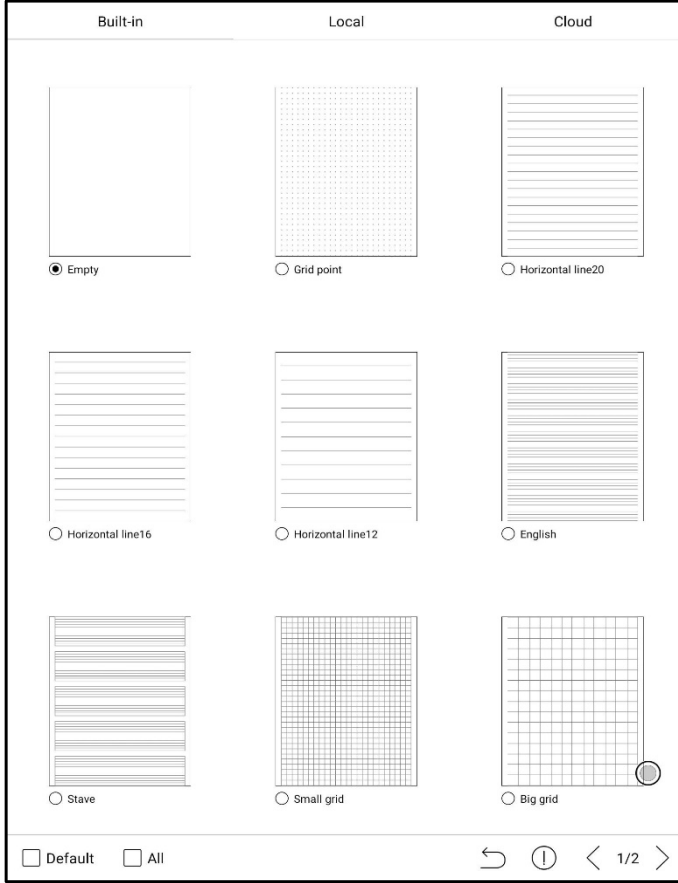 Built-in Local Cloud
Empty Grid point Horizontal line20
Horizontal line16 Horizontal line12 English
Stave Small grid Big grid
Default All 1/2